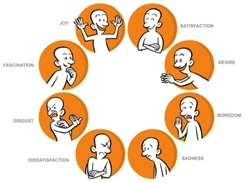 JOY
SATISFACTION
FASCINATION
DESIRE
DISGUST
BOREDOM
DISSATISFACTION
SADNESS